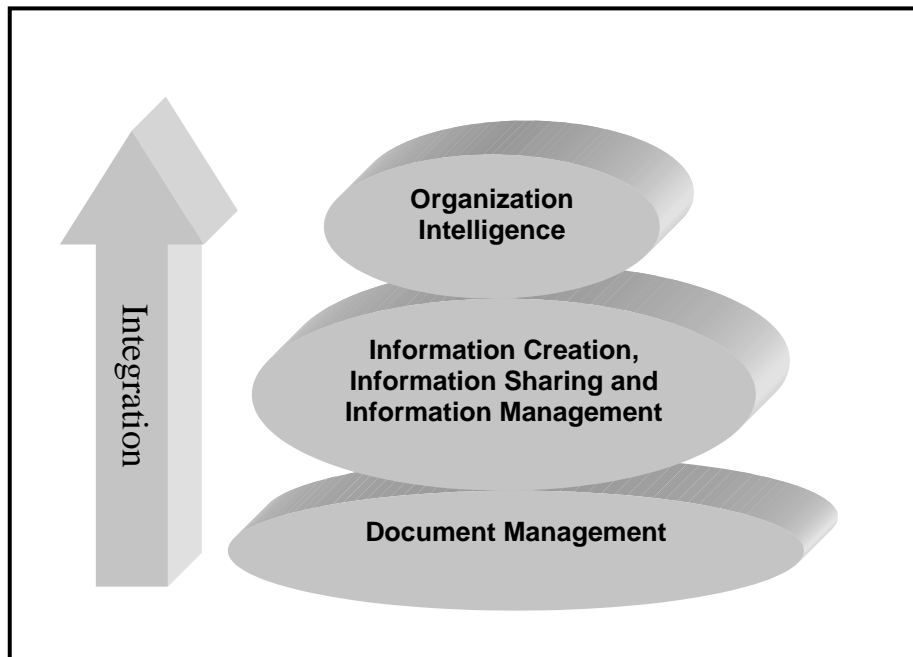 Organization
Intelligence
Integration
Information Creation,
Information Sharing and
Information Management
Document Management